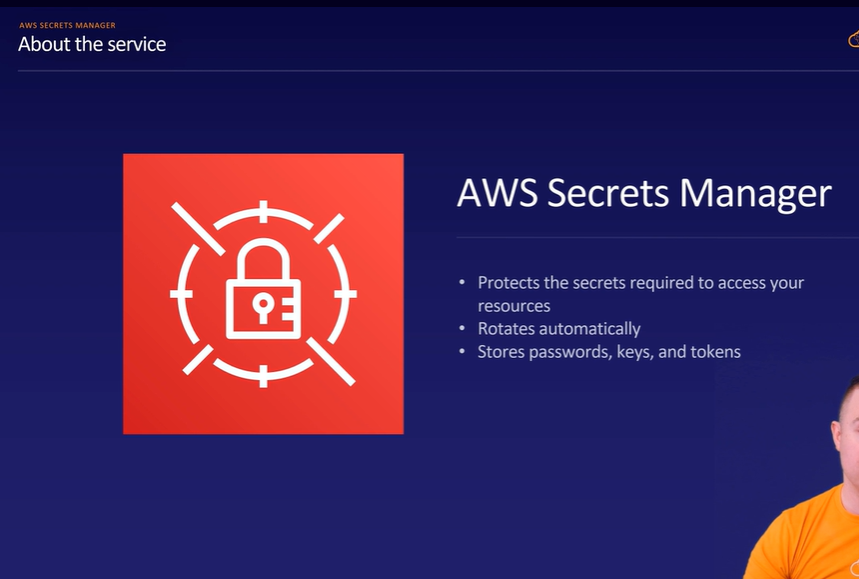 AWS SECRETS MANAGER
About the service
AWS Secrets Manager
• Protects the secrets required to access your
resources
• Rotates automatically
• Stores passwords, keys, and tokens